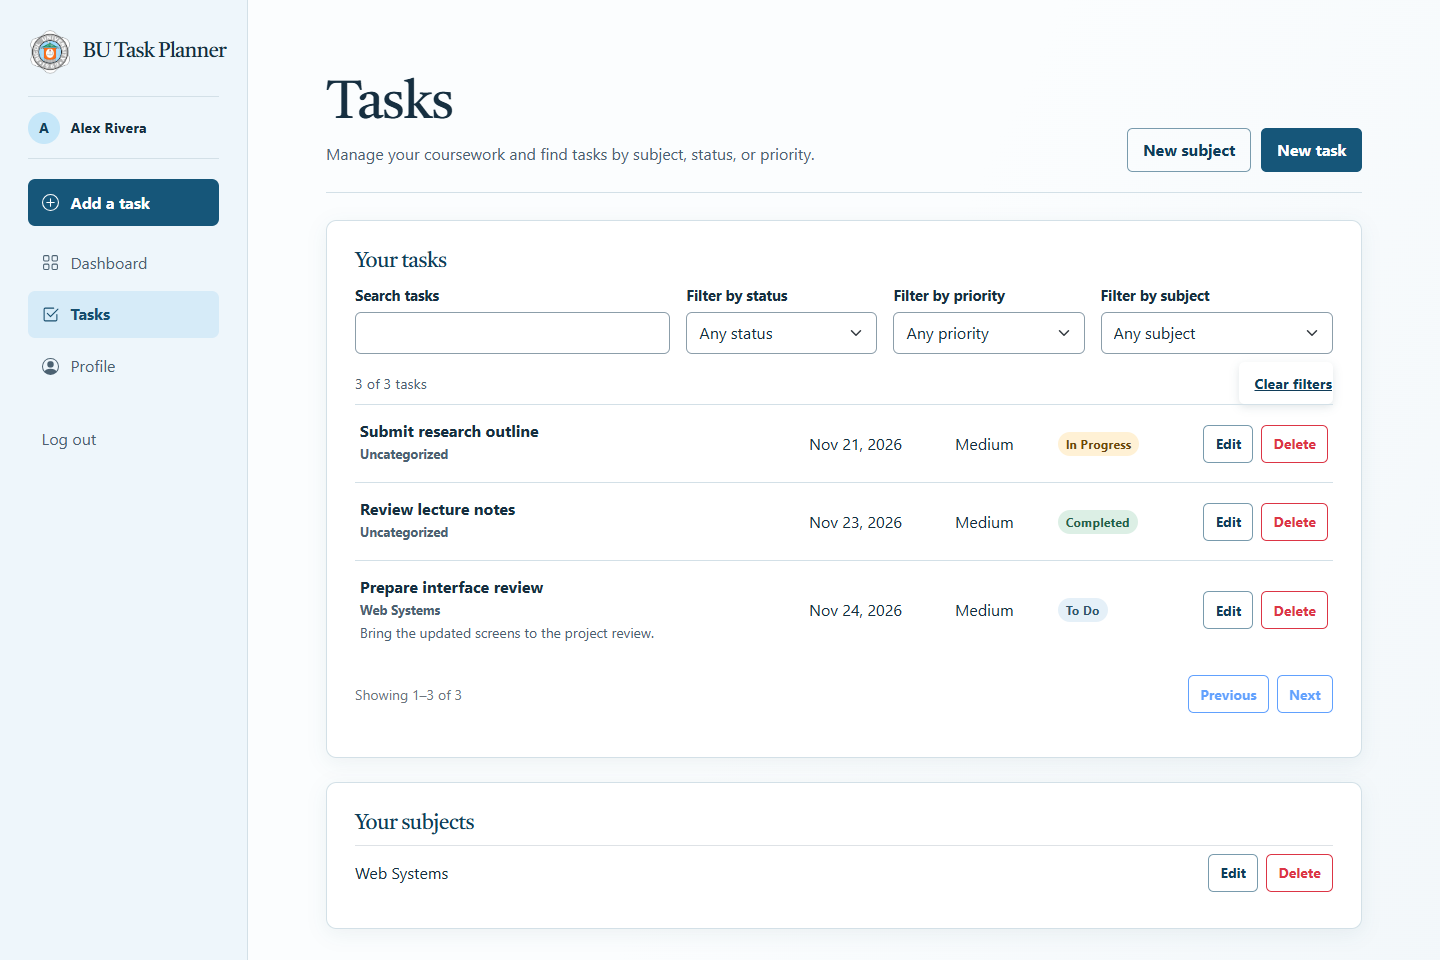 BU Task Planner
A
Alex Rivera
Add a task
Dashboard
Tasks
Profile
Log out
Tasks
Manage your coursework and find tasks by subject, status, or priority.
New subject
New task
Your tasks
Search tasks
Filter by status
Filter by priority
Filter by subject
Any status
Any priority
Any subject
3 of 3 tasks
Clear filters
Submit research outline
Uncategorized
Nov 21, 2026
Medium
In Progress
Edit
Delete
Review lecture notes
Uncategorized
Nov 23, 2026
Medium
Completed
Edit
Delete
Prepare interface review
Web Systems
Bring the updated screens to the project review.
Nov 24, 2026
Medium
To Do
Edit
Delete
Showing 1–3 of 3
Previous
Next
Your subjects
Web Systems
Edit
Delete